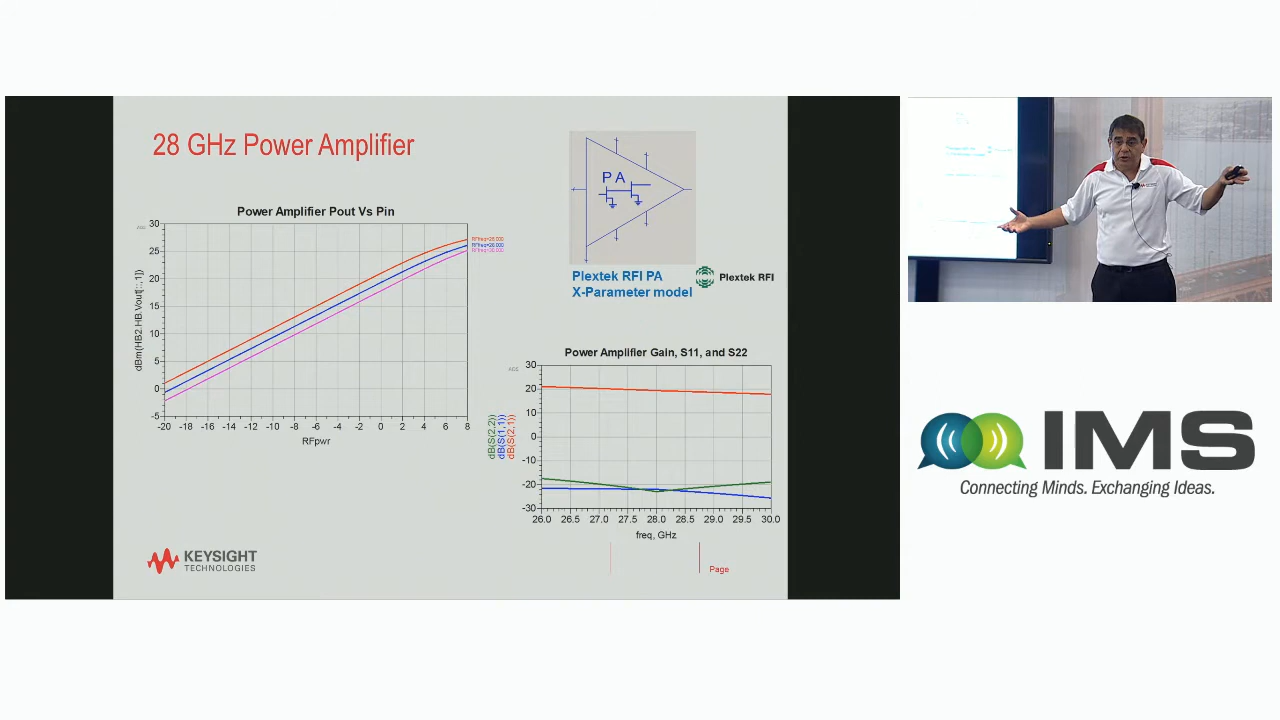 28 GHz Power Amplifier
Power Amplifier Pout Vs Pin
30
25
20
15
10
5
0
-5
dBm(HB2.HB.Vout[::,1])
-20 -18 -16 -14 -12 -10 -8 -6 -4 -2 0 2 4 6 8
RFpwr
PA
Plextek RFI PA
X-Parameter model
Plextek RFI
Power Amplifier Gain, S11, and S22
30
20
10
0
-10
-20
-30
dB(S(2,2))
dB(S(1,1))
dB(S(2,1))
26.0 26.5 27.0 27.5 28.0 28.5 29.0 29.5 30.0
freq, GHz
KEYSIGHT
TECHNOLOGIES
Page
IMS
Connecting Minds. Exchanging Ideas.